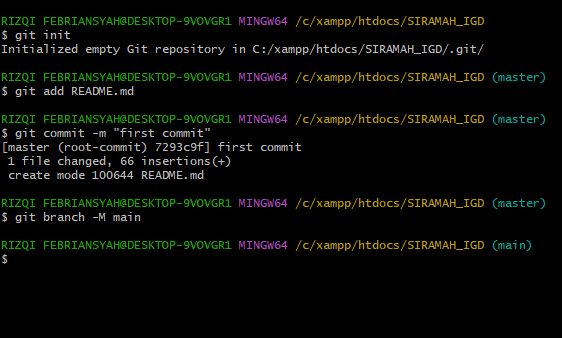 RIZQI FEBRIANSYAH@DESKTOP-9VOVGR1 MINGW64 /c/xampp/htdocs/SIRAMAH_IGD
$ git init
Initialized empty Git repository in C:/xampp/htdocs/SIRAMAH_IGD/.git/
RIZQI FEBRIANSYAH@DESKTOP-9VOVGR1 MINGW64 /c/xampp/htdocs/SIRAMAH_IGD (master)
$ git add README.md
RIZQI FEBRIANSYAH@DESKTOP-9VOVGR1 MINGW64 /c/xampp/htdocs/SIRAMAH_IGD (master)
$ git commit -m "first commit"
[master (root-commit) 7293c9f] first commit
 1 file changed, 66 insertions(+)
 create mode 100644 README.md
RIZQI FEBRIANSYAH@DESKTOP-9VOVGR1 MINGW64 /c/xampp/htdocs/SIRAMAH_IGD (master)
$ git branch -M main
RIZQI FEBRIANSYAH@DESKTOP-9VOVGR1 MINGW64 /c/xampp/htdocs/SIRAMAH_IGD (main)
$